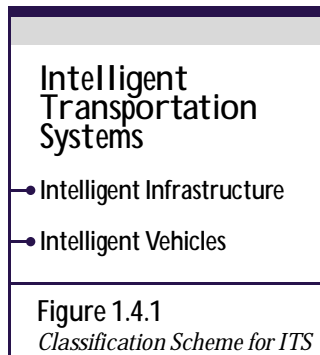 Intelligent
Transportation
Systems
Intelligent Infrastructure
Intelligent Vehicles
Figure 1.4.1
Classification Scheme for ITS